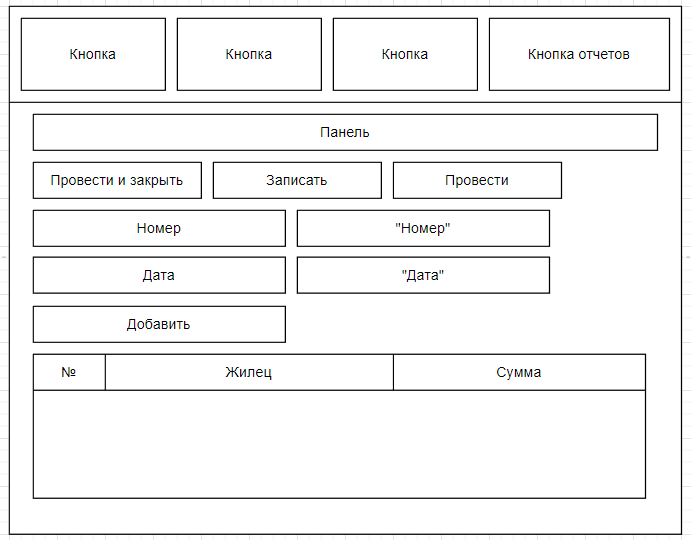 Кнопка
Кнопка
Кнопка
Кнопка отчетов
Панель
Провести и закрыть
Записать
Провести
Номер
"Номер"
Дата
"Дата"
Добавить
№
Жилец
Сумма